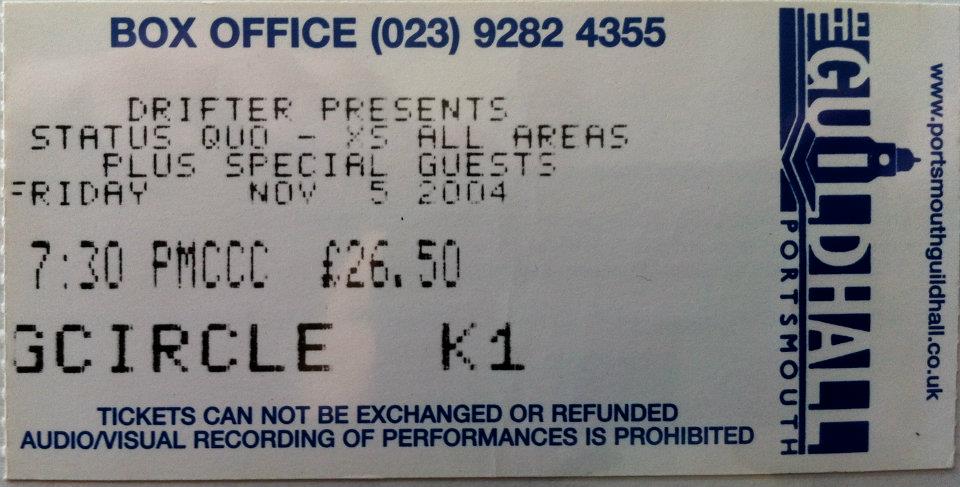 BOX OFFICE (023) 9282 4355
DRIFTER PRESENTS
STATUS QUO - XS ALL AREAS
PLUS SPECIAL GUESTS
FRIDAY NOV 5 2004
7:30 PMCCC £26.50
GCIRCLE K1
TICKETS CAN NOT BE EXCHANGED OR REFUNDED
AUDIO/VISUAL RECORDING OF PERFORMANCES IS PROHIBITED
THE GUILDHALL
PORTSMOUTH
www.portsmouthguildhall.co.uk